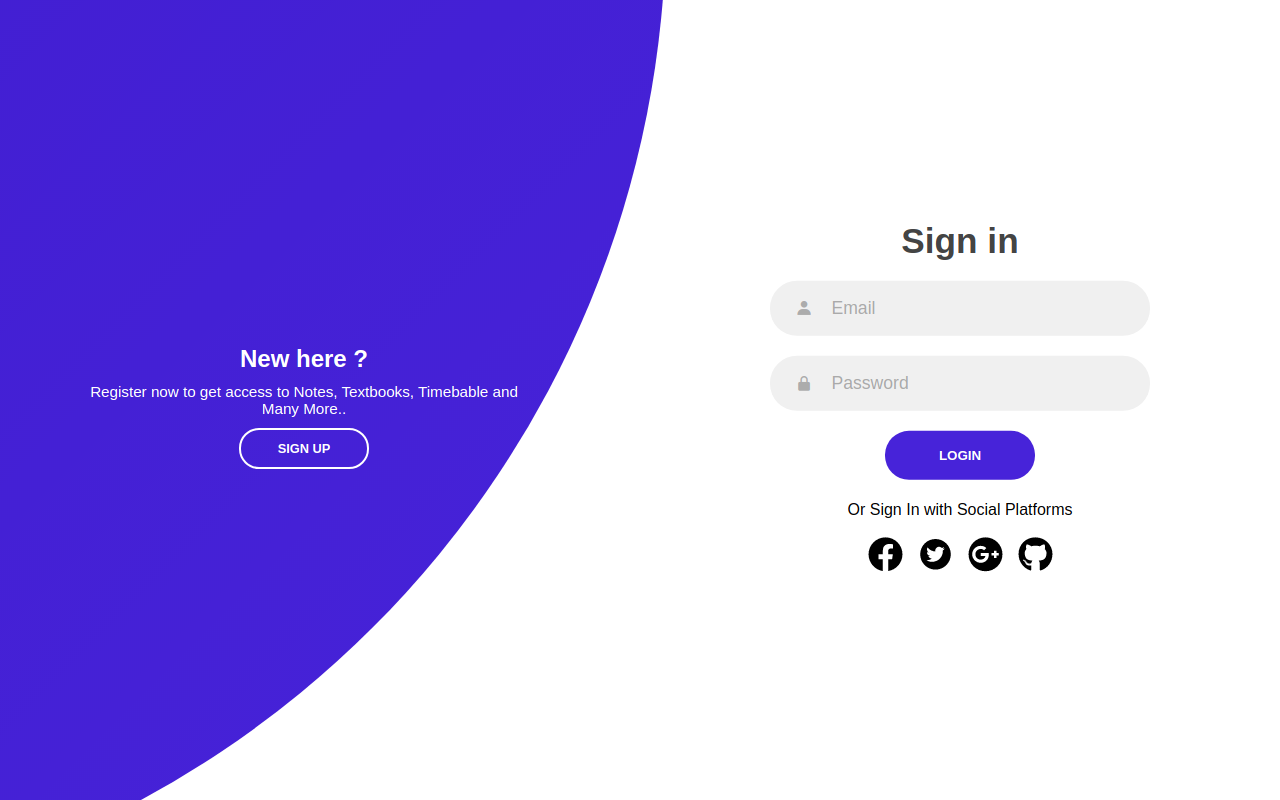 New here ?
Register now to get access to Notes, Textbooks, Timebable and
Many More..
SIGN UP
Sign in
Email
Password
LOGIN
Or Sign In with Social Platforms